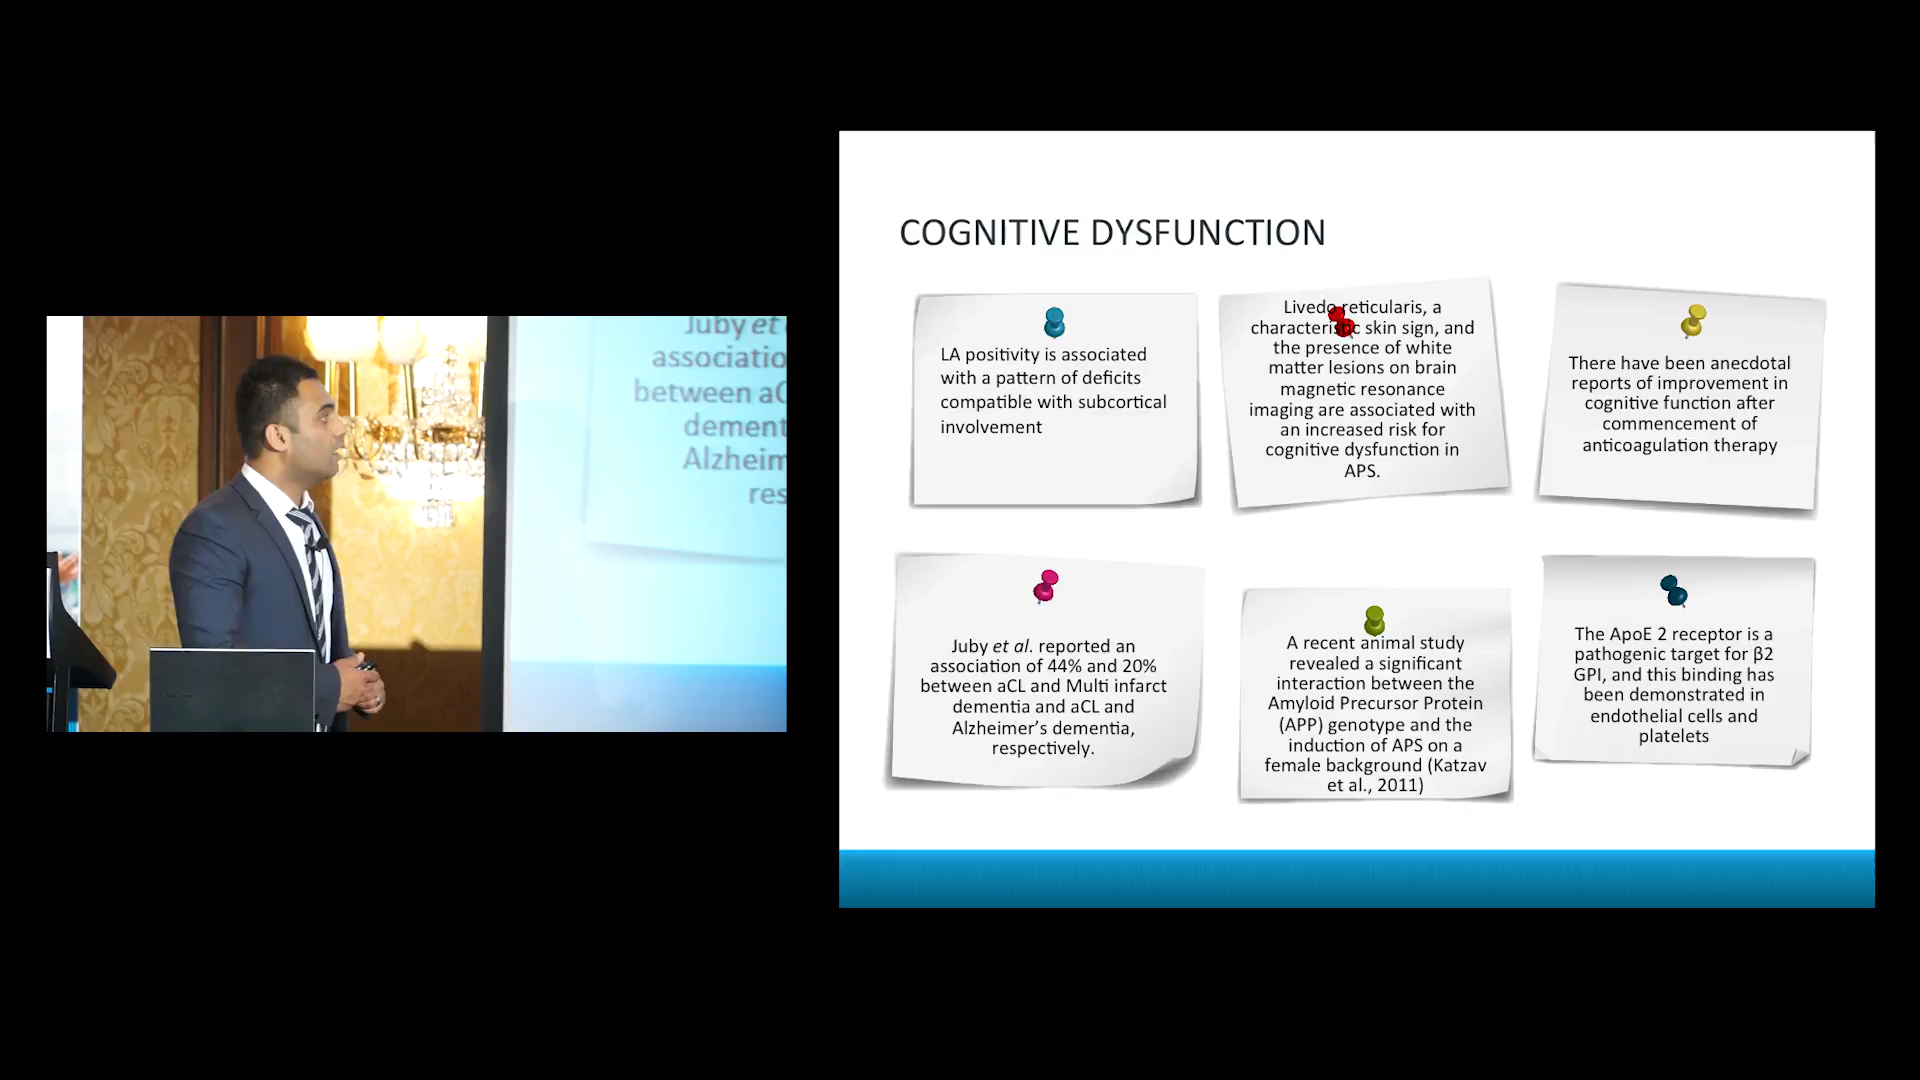 COGNITIVE DYSFUNCTION
LA positivity is associated
with a pattern of deficits
compatible with subcortical
involvement
Livedo reticularis, a
characteristic skin sign, and
the presence of white
matter lesions on brain
magnetic resonance
imaging are associated with
an increased risk for
cognitive dysfunction in
APS.
There have been anecdotal
reports of improvement in
cognitive function after
commencement of
anticoagulation therapy
Juby et al. reported an
association of 44% and 20%
between aCL and Multi infarct
dementia and aCL and
Alzheimer’s dementia,
respectively.
A recent animal study
revealed a significant
interaction between the
Amyloid Precursor Protein
(APP) genotype and the
induction of APS on a
female background (Katzav
et al., 2011)
The ApoE 2 receptor is a
pathogenic target for β2
GPI, and this binding has
been demonstrated in
endothelial cells and
platelets
Juby et
associatio
between aC
dement
Alzheim
res